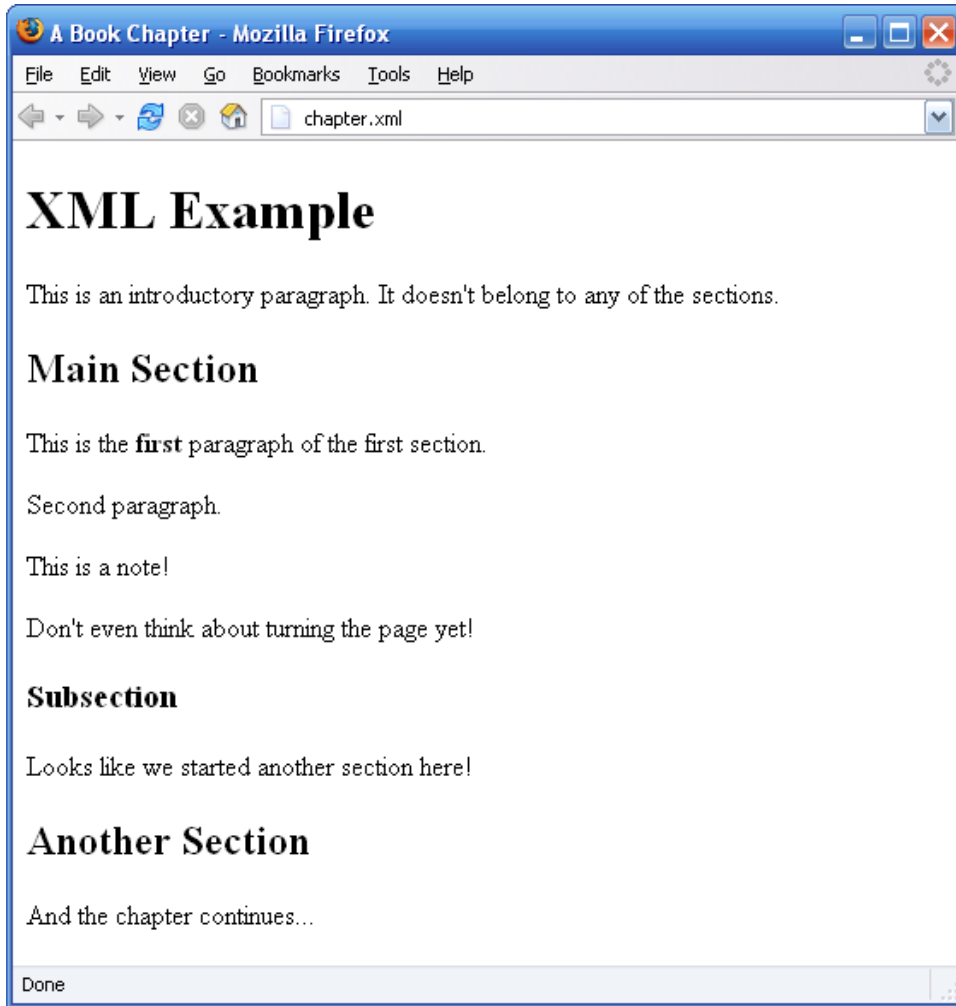 A Book Chapter - Mozilla Firefox
File Edit View Go Bookmarks Tools Help
chapter.xml
XML Example
This is an introductory paragraph. It doesn't belong to any of the sections.
Main Section
This is the first paragraph of the first section.
Second paragraph.
This is a note!
Don't even think about turning the page yet!
Subsection
Looks like we started another section here!
Another Section
And the chapter continues...
Done